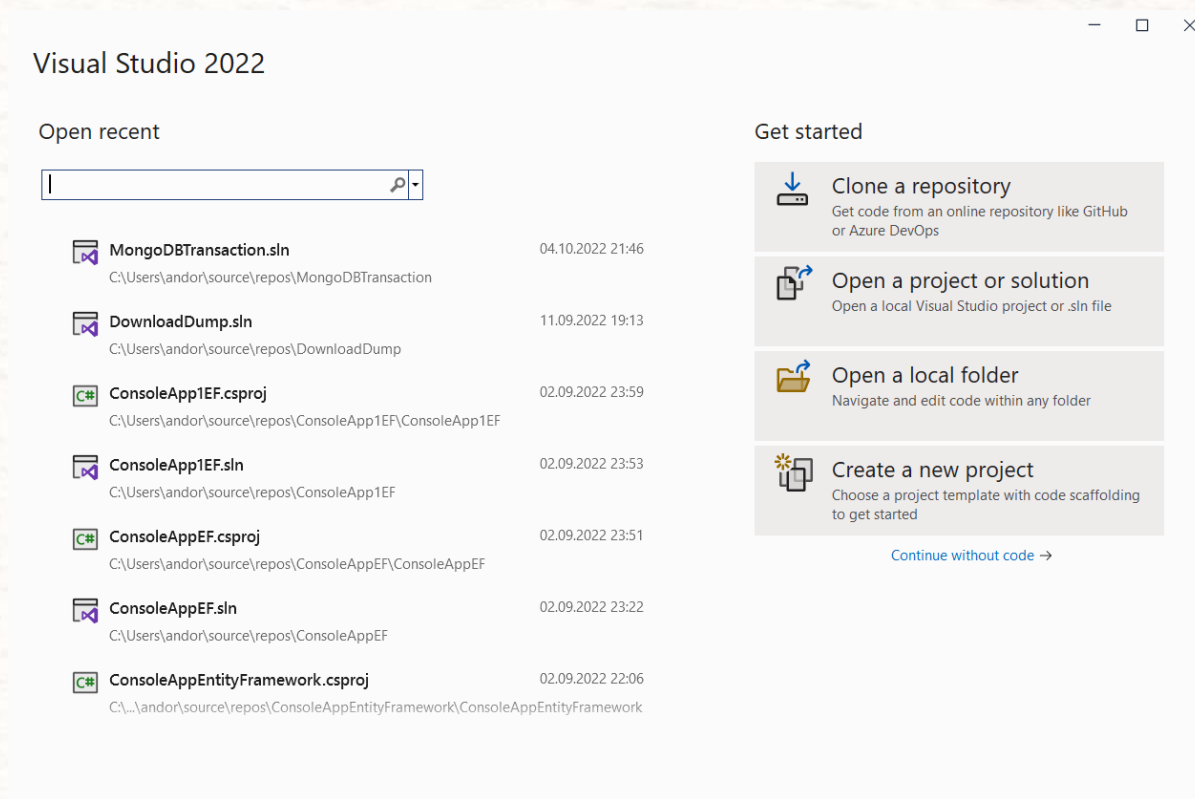 Visual Studio 2022
Open recent
MongoDBTransaction.sln 04.10.2022 21:46
C:\Users\andor\source\repos\MongoDBTransaction
DownloadDump.sln 11.09.2022 19:13
C:\Users\andor\source\repos\DownloadDump
C# ConsoleApp1EF.csproj 02.09.2022 23:59
C:\Users\andor\source\repos\ConsoleApp1EF\ConsoleApp1EF
ConsoleApp1EF.sln 02.09.2022 23:53
C:\Users\andor\source\repos\ConsoleApp1EF
C# ConsoleAppEF.csproj 02.09.2022 23:51
C:\Users\andor\source\repos\ConsoleAppEF\ConsoleAppEF
ConsoleAppEF.sln 02.09.2022 23:22
C:\Users\andor\source\repos\ConsoleAppEF
C# ConsoleAppEntityFramework.csproj 02.09.2022 22:06
C:\...\andor\source\repos\ConsoleAppEntityFramework\ConsoleAppEntityFramework
Get started
Clone a repository
Get code from an online repository like GitHub
or Azure DevOps
Open a project or solution
Open a local Visual Studio project or .sln file
Open a local folder
Navigate and edit code within any folder
Create a new project
Choose a project template with code scaffolding
to get started
Continue without code →